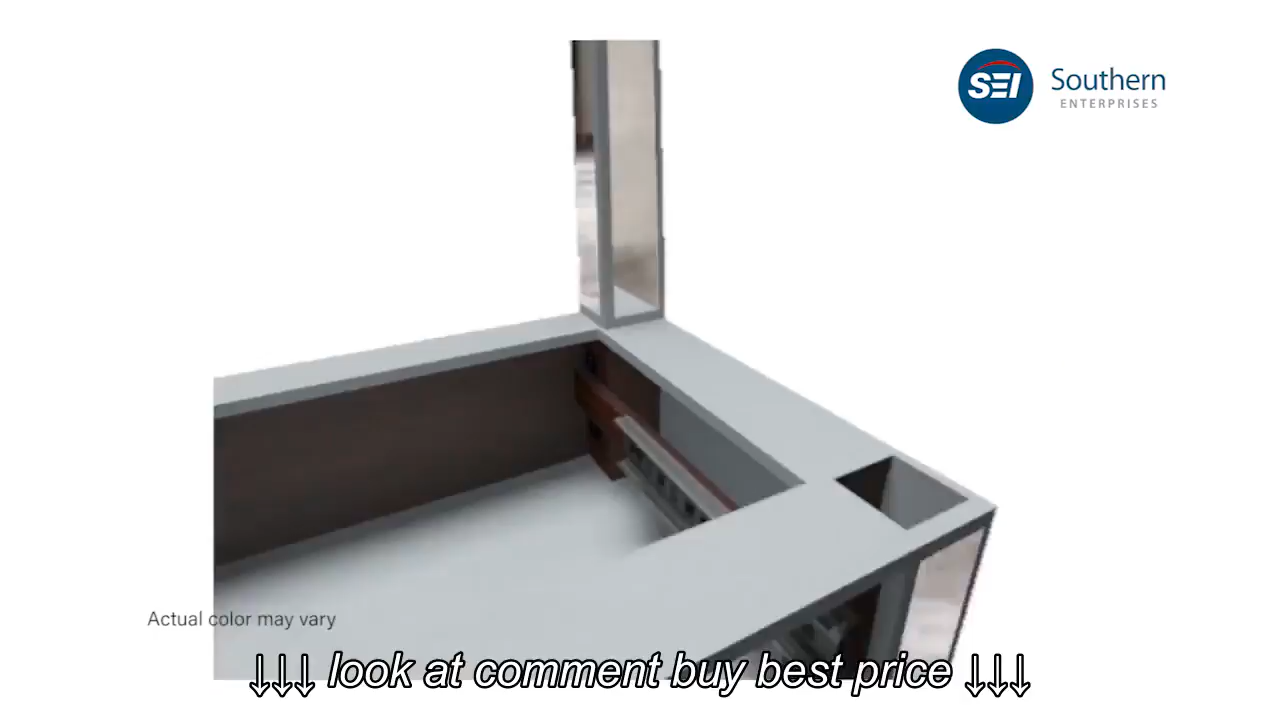 SEI Southern
ENTERPRISES
Actual color may vary
↓↓↓ look at comment buy best price ↓↓↓